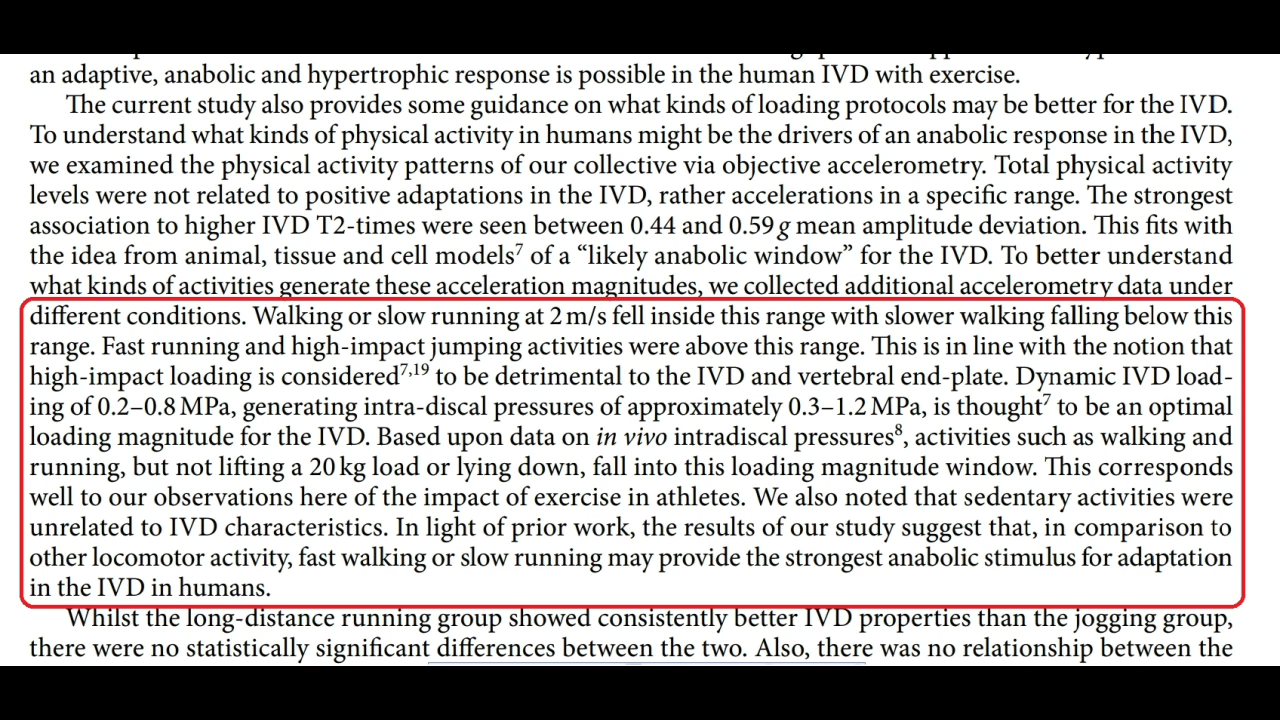 an adaptive, anabolic and hypertrophic response is possible in the human IVD with exercise.
The current study also provides some guidance on what kinds of loading protocols may be better for the IVD.
To understand what kinds of physical activity in humans might be the drivers of an anabolic response in the IVD,
we examined the physical activity patterns of our collective via objective accelerometry. Total physical activity
levels were not related to positive adaptations in the IVD, rather accelerations in a specific range. The strongest
association to higher IVD T2-times were seen between 0.44 and 0.59 g mean amplitude deviation. This fits with
the idea from animal, tissue and cell models7 of a “likely anabolic window” for the IVD. To better understand
what kinds of activities generate these acceleration magnitudes, we collected additional accelerometry data under
different conditions. Walking or slow running at 2 m/s fell inside this range with slower walking falling below this
range. Fast running and high-impact jumping activities were above this range. This is in line with the notion that
high-impact loading is considered7,19 to be detrimental to the IVD and vertebral end-plate. Dynamic IVD load-
ing of 0.2–0.8 MPa, generating intra-discal pressures of approximately 0.3–1.2 MPa, is thought7 to be an optimal
loading magnitude for the IVD. Based upon data on in vivo intradiscal pressures8, activities such as walking and
running, but not lifting a 20 kg load or lying down, fall into this loading magnitude window. This corresponds
well to our observations here of the impact of exercise in athletes. We also noted that sedentary activities were
unrelated to IVD characteristics. In light of prior work, the results of our study suggest that, in comparison to
other locomotor activity, fast walking or slow running may provide the strongest anabolic stimulus for adaptation
in the IVD in humans.
Whilst the long-distance running group showed consistently better IVD properties than the jogging group,
there were no statistically significant differences between the two. Also, there was no relationship between the